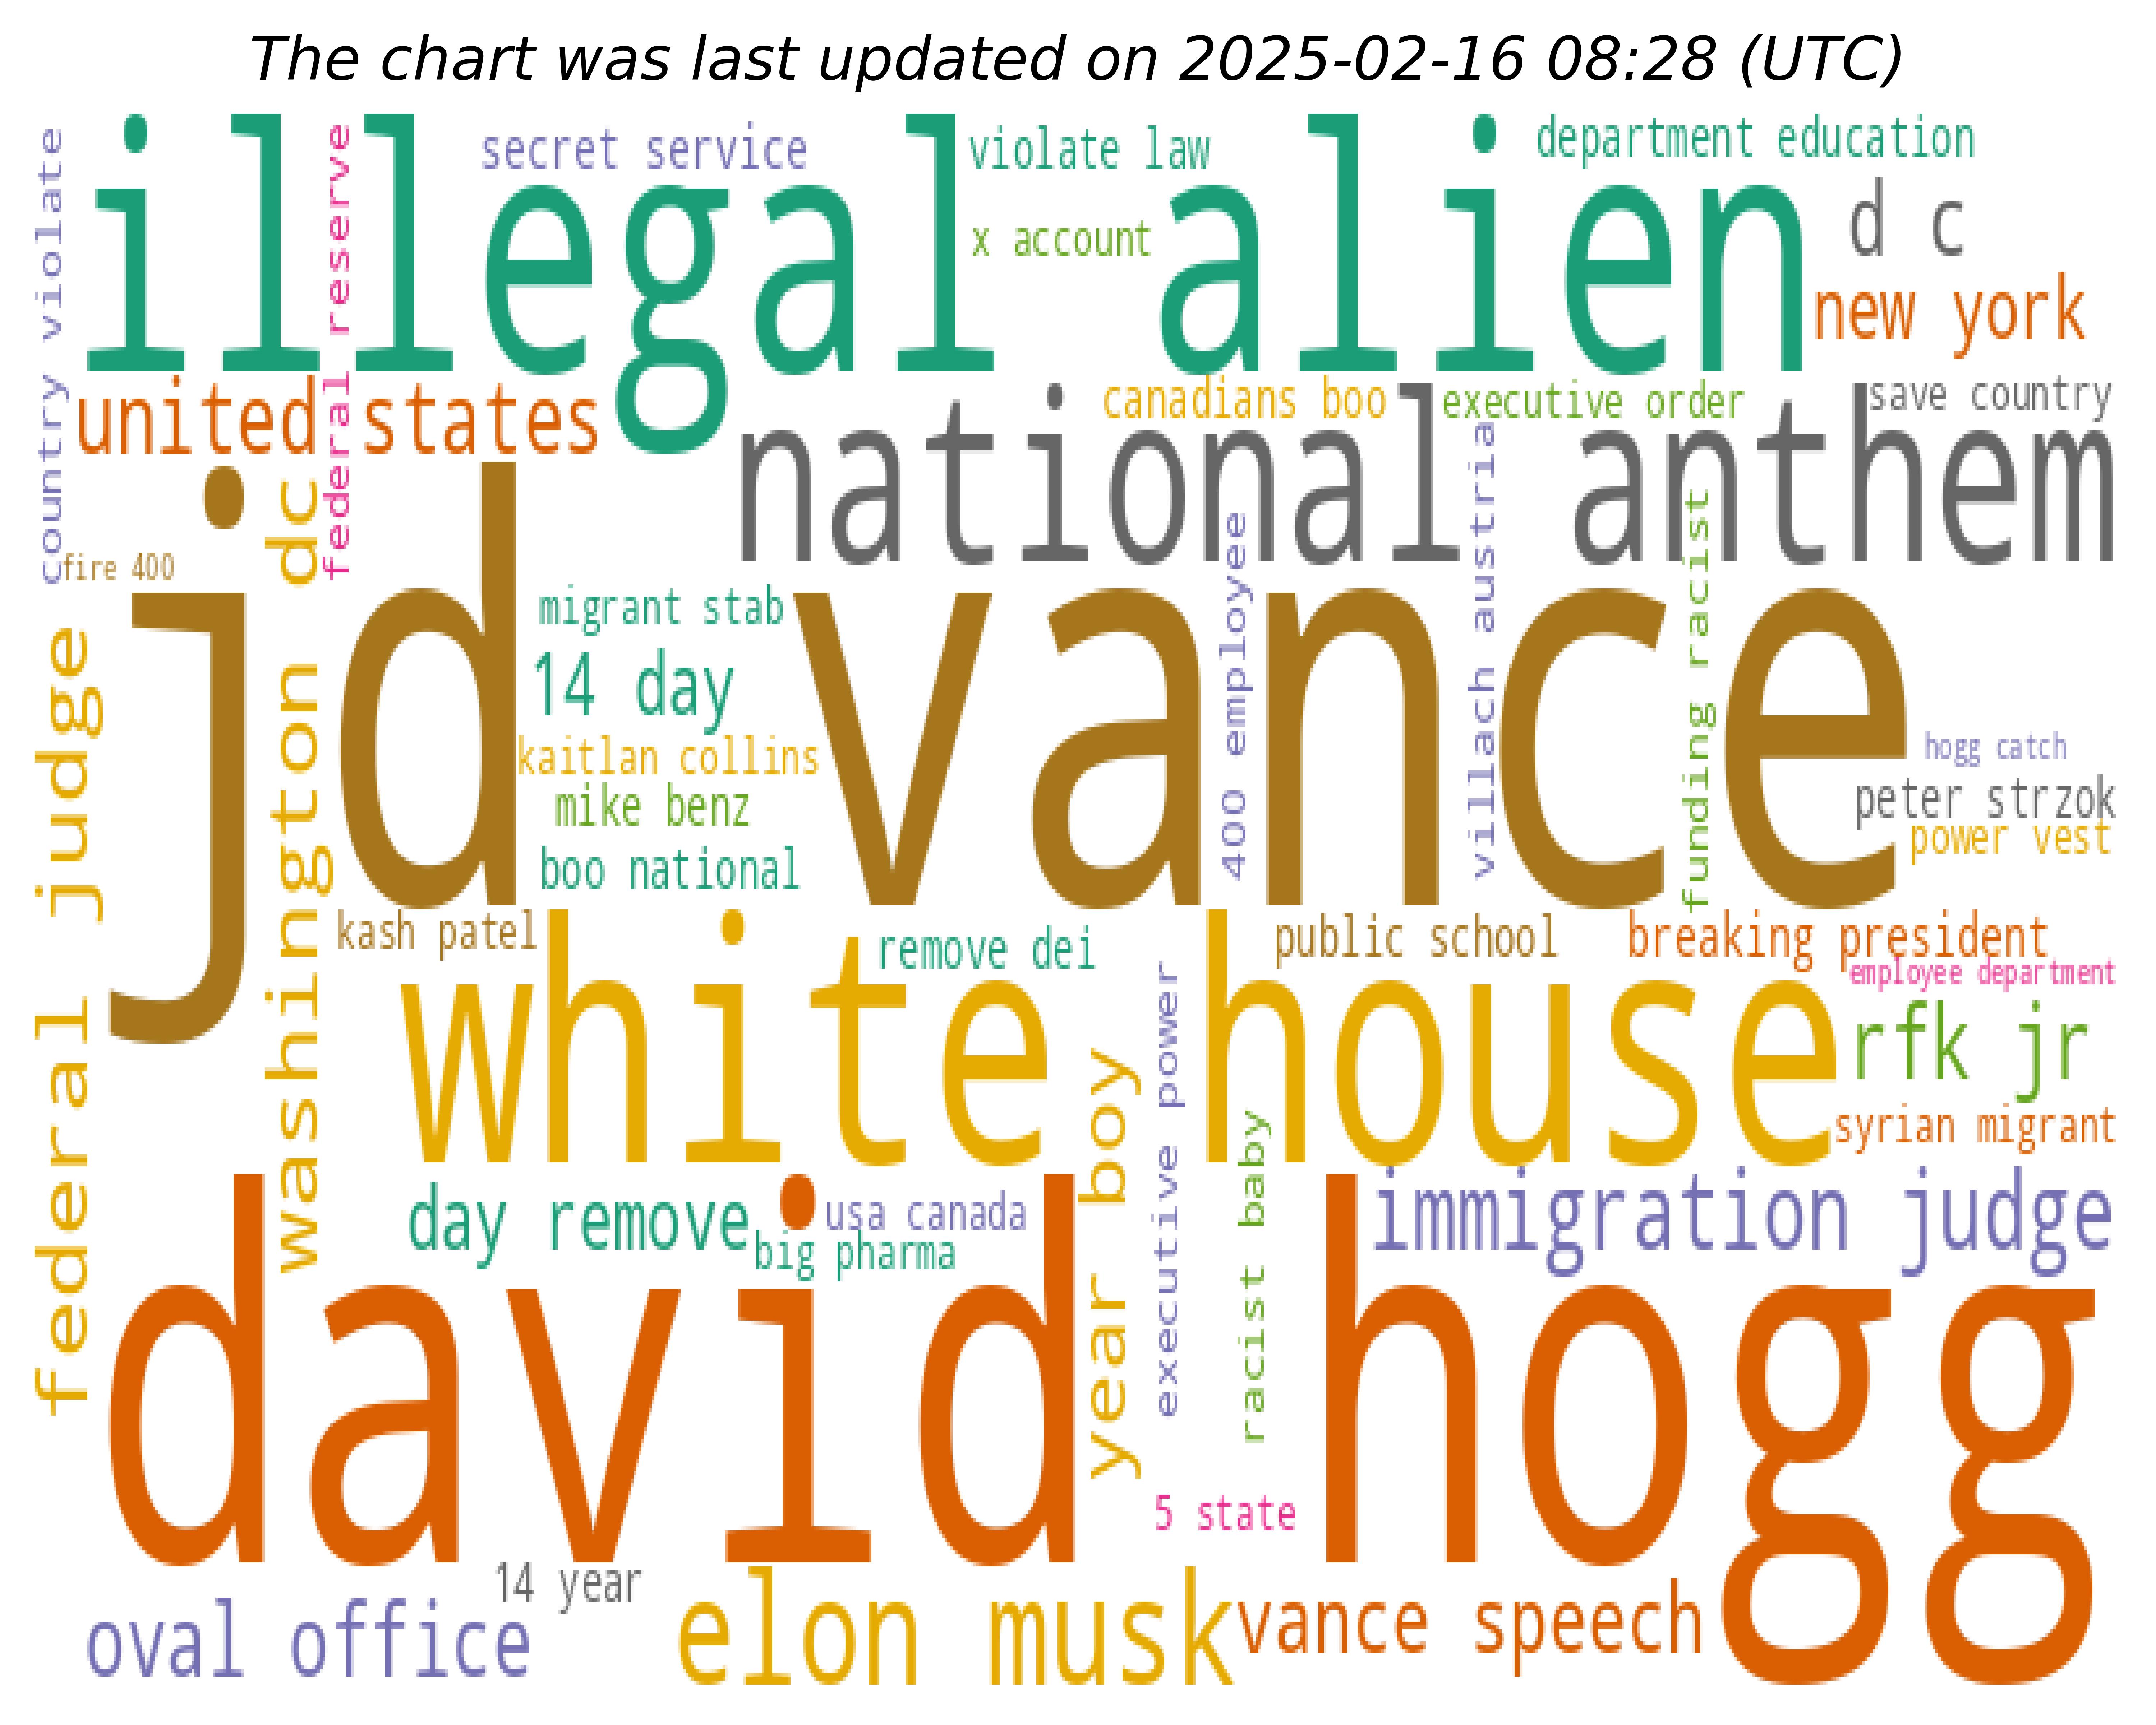 The chart was last updated on 2025-02-16 08:28 (UTC)
illegal alien
secret service
violate law
department education
x account
d c
new york
country violate
federal reserve
united states
canadians boo
executive order
save country
national anthem
fire 400
washington dc
federal judge
jd vance
migrant stab
14 day
kaitlan collins
mike benz
boo national
400 employee
villach austria
funding racist
hogg catch
peter strzok
power vest
kash patel
remove dei
public school
breaking president
employee department
white house
rfk jr
syrian migrant
year boy
executive power
racist baby
day remove
usa canada
big pharma
immigration judge
david hogg
5 state
14 year
oval office
elon musk
vance speech